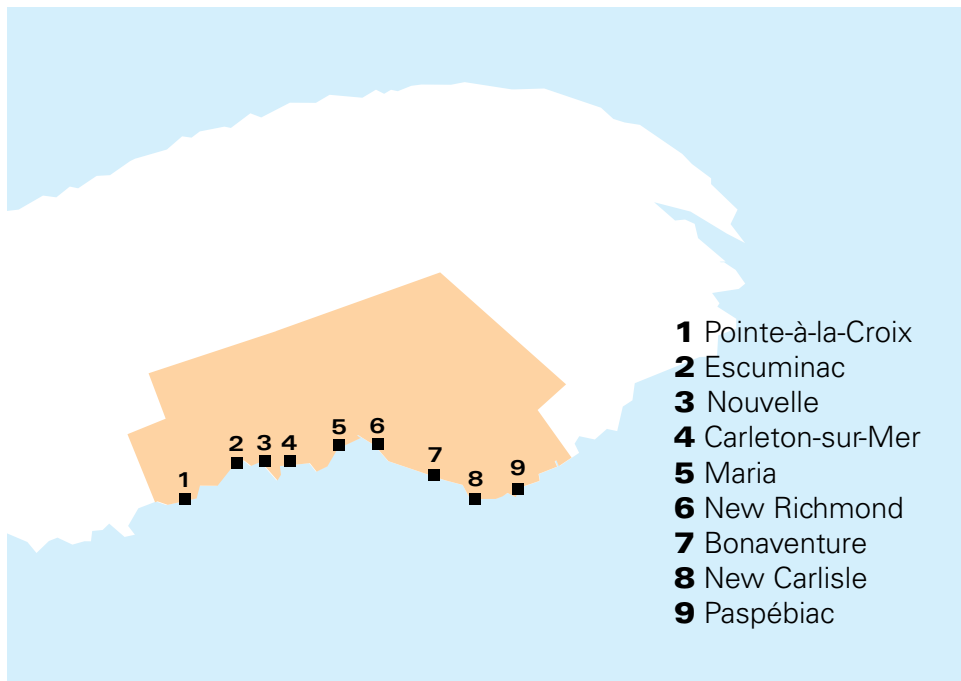 1
2
3
4
5
6
7
8
9
1 Pointe-à-la-Croix
2 Escuminac
3 Nouvelle
4 Carleton-sur-Mer
5 Maria
6 New Richmond
7 Bonaventure
8 New Carlisle
9 Paspébiac